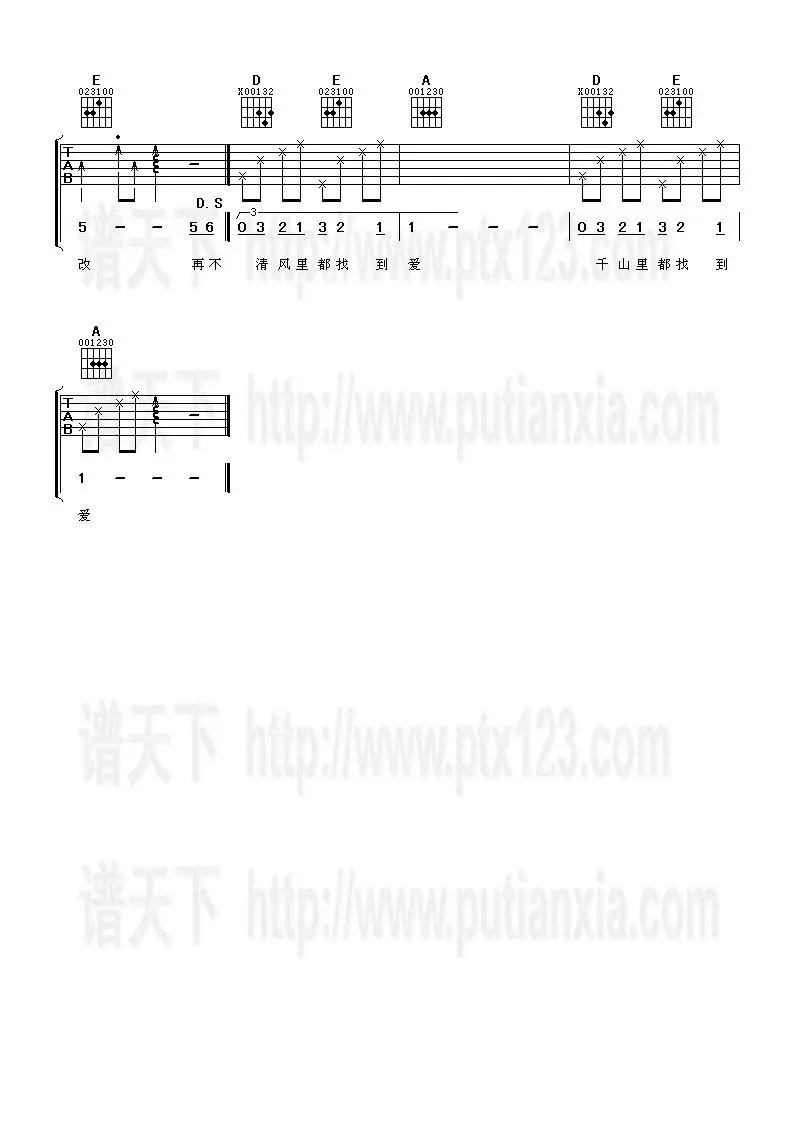 E D E A D E
023100 X00132 023100 001230 X00132 023100
T
A
B
D.S
3
5 - - 5 6 0 3 2 1 3 2 1 1 - - - 0 3 2 1 3 2 1
改 再不 清风里都找 到 爱 千山里都找 到
谱天下 http://www.ptx123.com
A
001230
T
A
B
谱天下 http://www.putianxia.com
1 - - -
爱
谱天下 http://www.ptx123.com
谱天下 http://www.putianxia.com